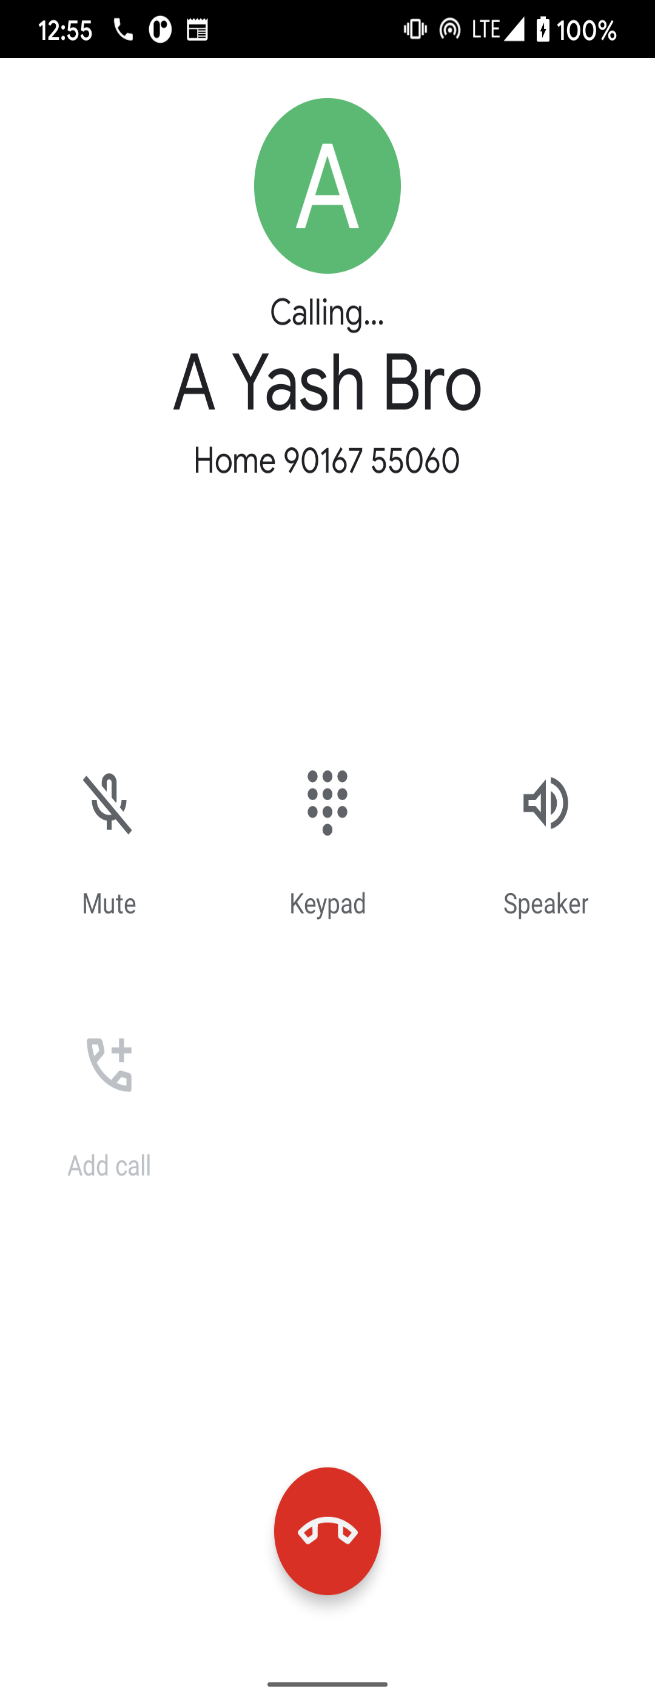 12:55 LTE 100%
A
Calling...
A Yash Bro
Home 90167 55060
Mute Keypad Speaker
Add call